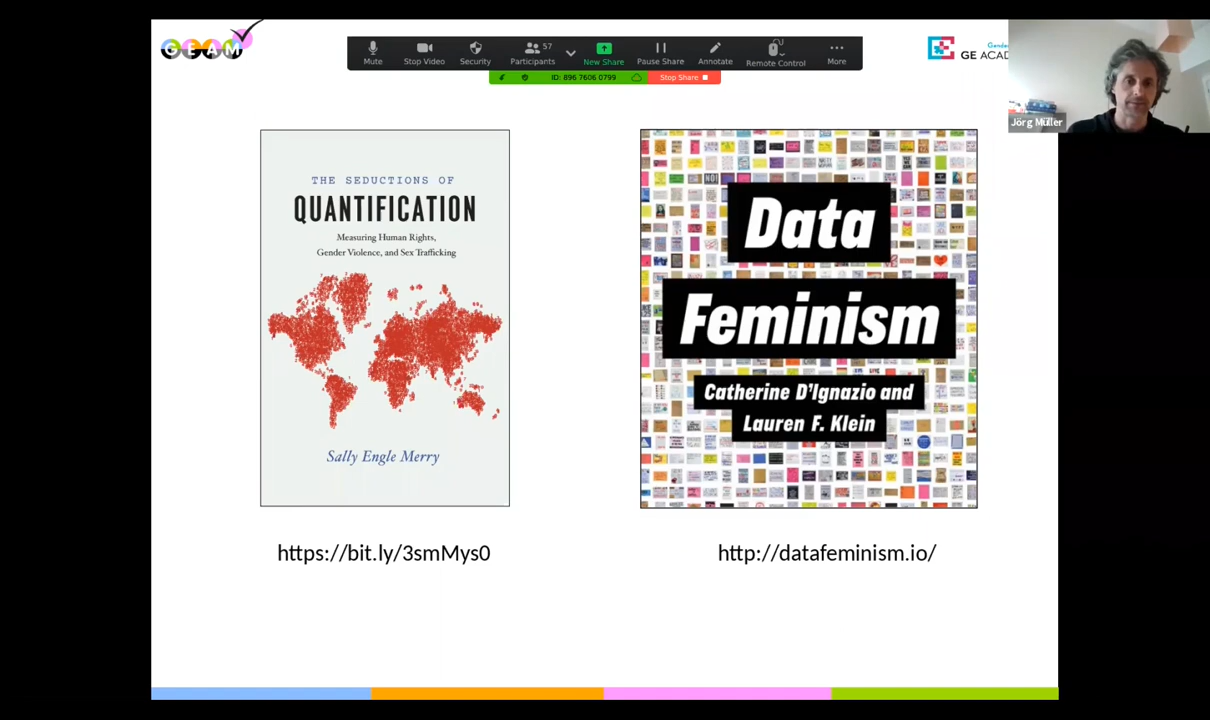 GEAM
Mute
Stop Video
Security
Participants
57
New Share
Pause Share
Annotate
Remote Control
More
ID: 896 7606 0799
Stop Share
GE ACAD
Jörg Müller
THE SEDUCTIONS OF
QUANTIFICATION
Measuring Human Rights,
Gender Violence, and Sex Trafficking
Sally Engle Merry
https://bit.ly/3smMys0
Data
Feminism
Catherine D'Ignazio and
Lauren F. Klein
http://datafeminism.io/